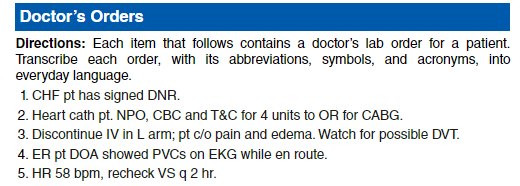 Doctor's Orders
Directions: Each item that follows contains a doctor's lab order for a patient.
Transcribe each order, with its abbreviations, symbols, and acronyms, into
everyday language.
1. CHF pt has signed DNR.
2. Heart cath pt. NPO, CBC and T&C for 4 units to OR for CABG.
3. Discontinue IV in L arm; pt c/o pain and edema. Watch for possible DVT.
4. ER pt DOA showed PVCs on EKG while en route.
5. HR 58 bpm, recheck VS q 2 hr.